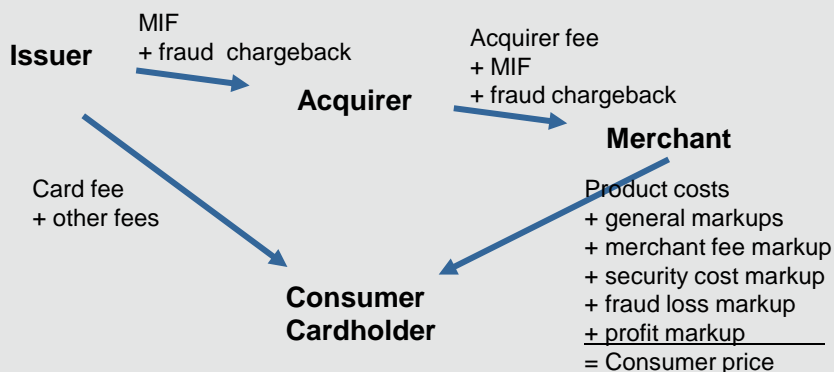 MIF
+ fraud chargeback
Issuer
Acquirer fee
+ MIF
+ fraud chargeback
Acquirer
Merchant
Card fee
+ other fees
Product costs
+ general markups
+ merchant fee markup
+ security cost markup
+ fraud loss markup
+ profit markup
= Consumer price
Consumer
Cardholder